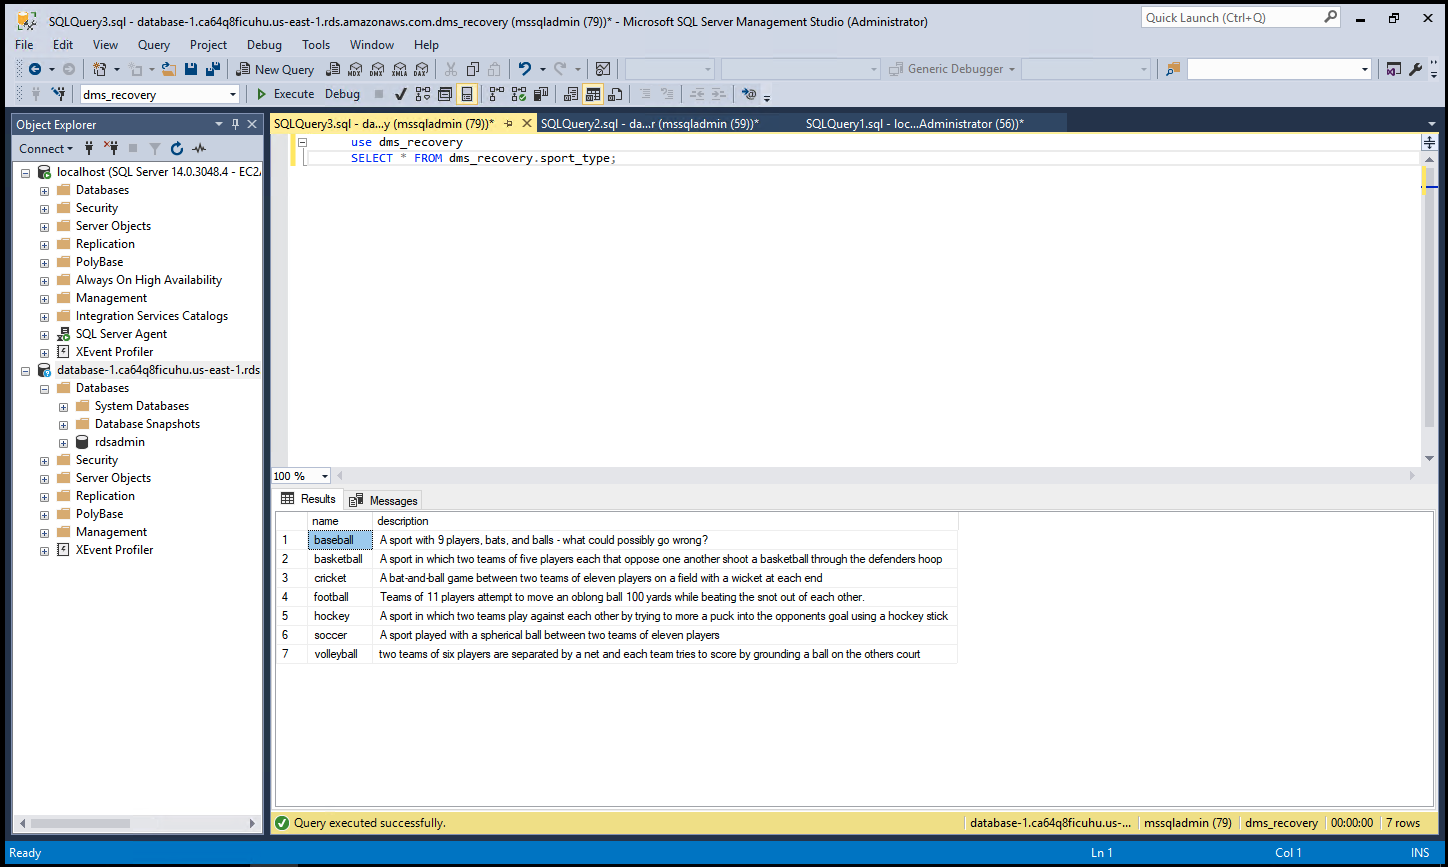 SQLQuery3.sql - database-1.ca64q8ficuhu.us-east-1.rds.amazonaws.com.dms_recovery (mssqladmin (79))* - Microsoft SQL Server Management Studio (Administrator)
Quick Launch (Ctrl+Q)
File Edit View Query Project Debug Tools Window Help
New Query MDX DMX XMLA DAX Generic Debugger
dms_recovery Execute Debug
Object Explorer
Connect
localhost (SQL Server 14.0.3048.4 - EC2
Databases
Security
Server Objects
Replication
PolyBase
Always On High Availability
Management
Integration Services Catalogs
SQL Server Agent
XEvent Profiler
database-1.ca64q8ficuhu.us-east-1.rds
Databases
System Databases
Database Snapshots
rdsadmin
Security
Server Objects
Replication
PolyBase
Management
XEvent Profiler
SQLQuery3.sql - da...y (mssqladmin (79))* SQLQuery2.sql - da...r (mssqladmin (59))* SQLQuery1.sql - loc...Administrator (56))*
use dms_recovery
SELECT * FROM dms_recovery.sport_type;
100 %
Results Messages
name description
1 baseball A sport with 9 players, bats, and balls - what could possibly go wrong?
2 basketball A sport in which two teams of five players each that oppose one another shoot a basketball through the defenders hoop
3 cricket A bat-and-ball game between two teams of eleven players on a field with a wicket at each end
4 football Teams of 11 players attempt to move an oblong ball 100 yards while beating the snot out of each other.
5 hockey A sport in which two teams play against each other by trying to more a puck into the opponents goal using a hockey stick
6 soccer A sport played with a spherical ball between two teams of eleven players
7 volleyball two teams of six players are separated by a net and each team tries to score by grounding a ball on the others court
Query executed successfully. database-1.ca64q8ficuhu.us-... mssqladmin (79) dms_recovery 00:00:00 7 rows
Ready Ln 1 Col 1 INS